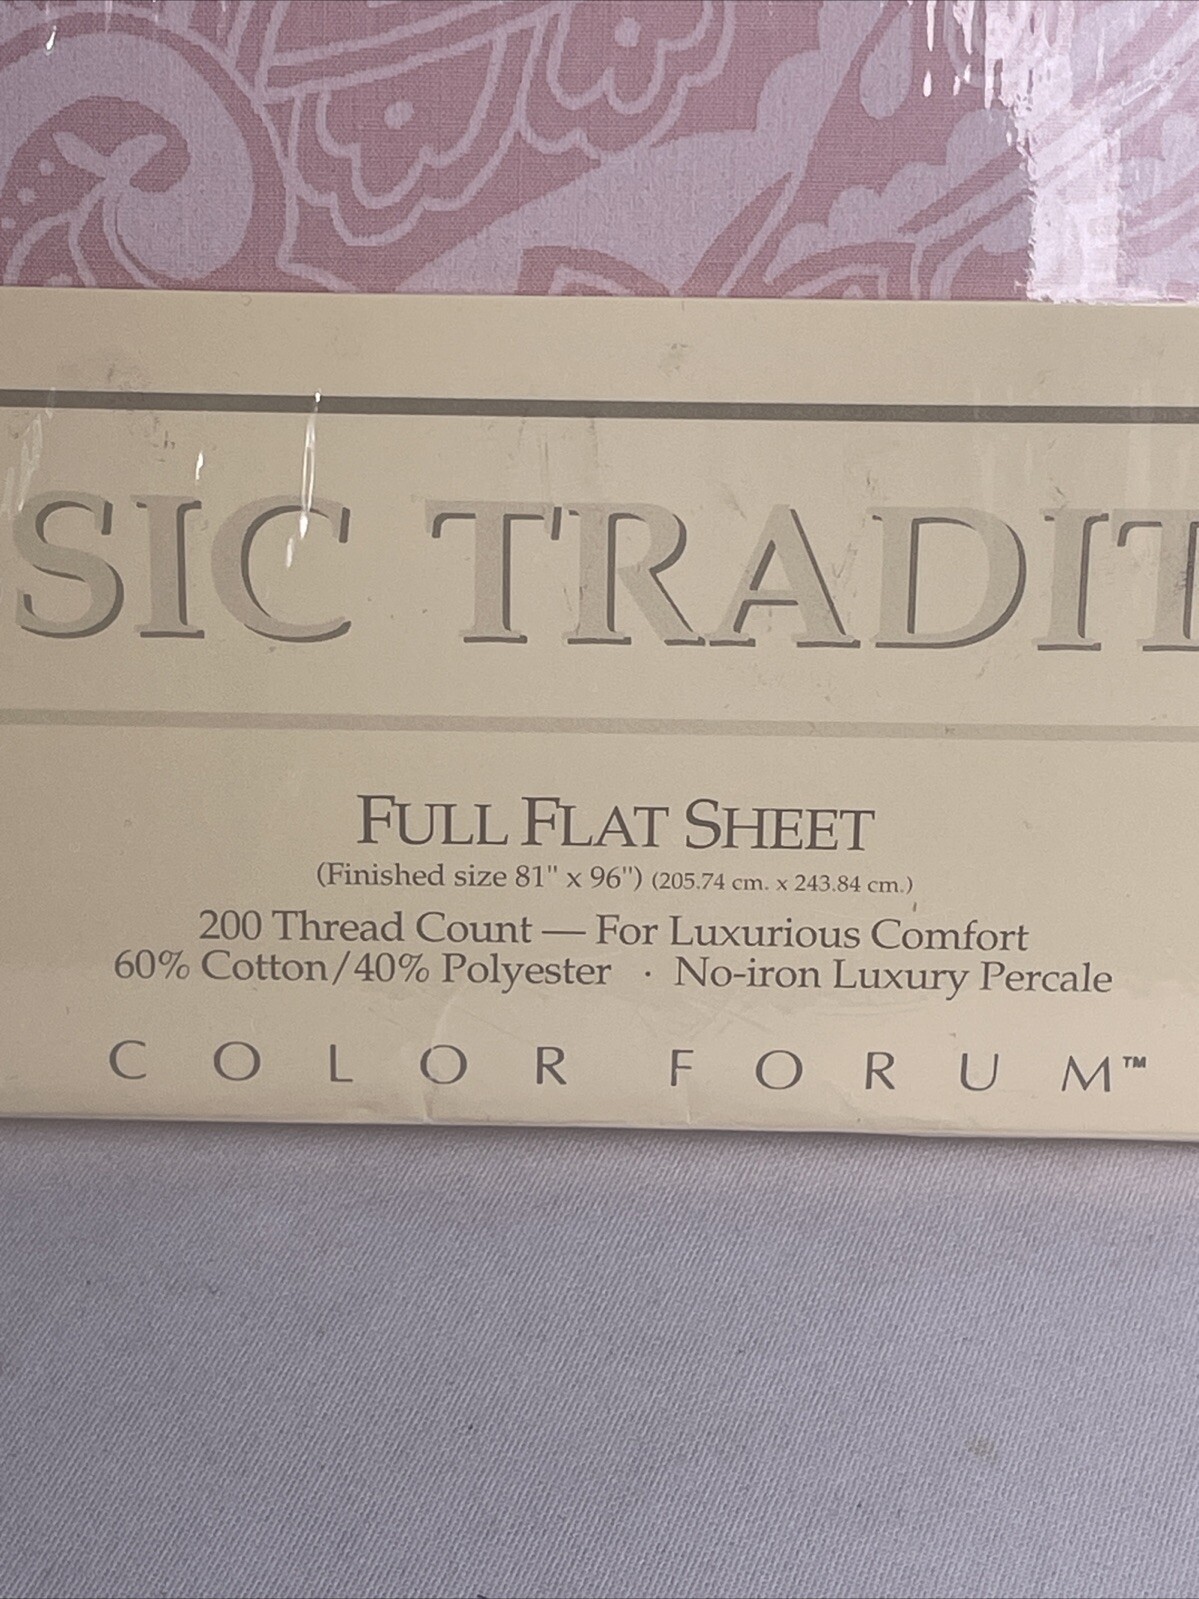 SIC TRADIT
FULL FLAT SHEET
(Finished size 81" x 96") (205.74 cm. x 243.84 cm.)
200 Thread Count — For Luxurious Comfort
60% Cotton/40% Polyester · No-iron Luxury Percale
COLOR FORUM™